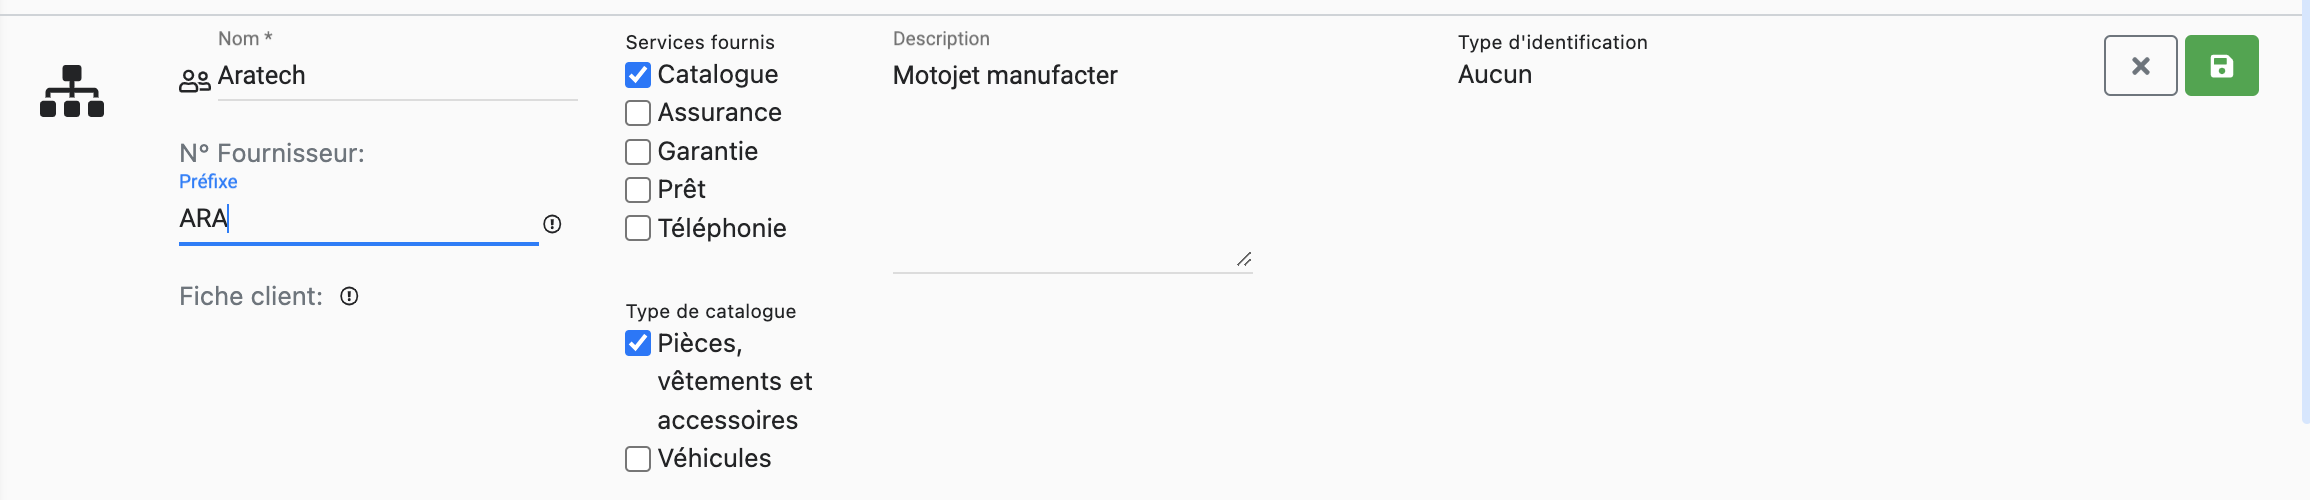 Nom *
Aratech
N° Fournisseur:
Préfixe
ARA
Fiche client:
Services fournis
Catalogue
Assurance
Garantie
Prêt
Téléphonie
Type de catalogue
Pièces,
vêtements et
accessoires
Véhicules
Description
Motojet manufacter
Type d'identification
Aucun